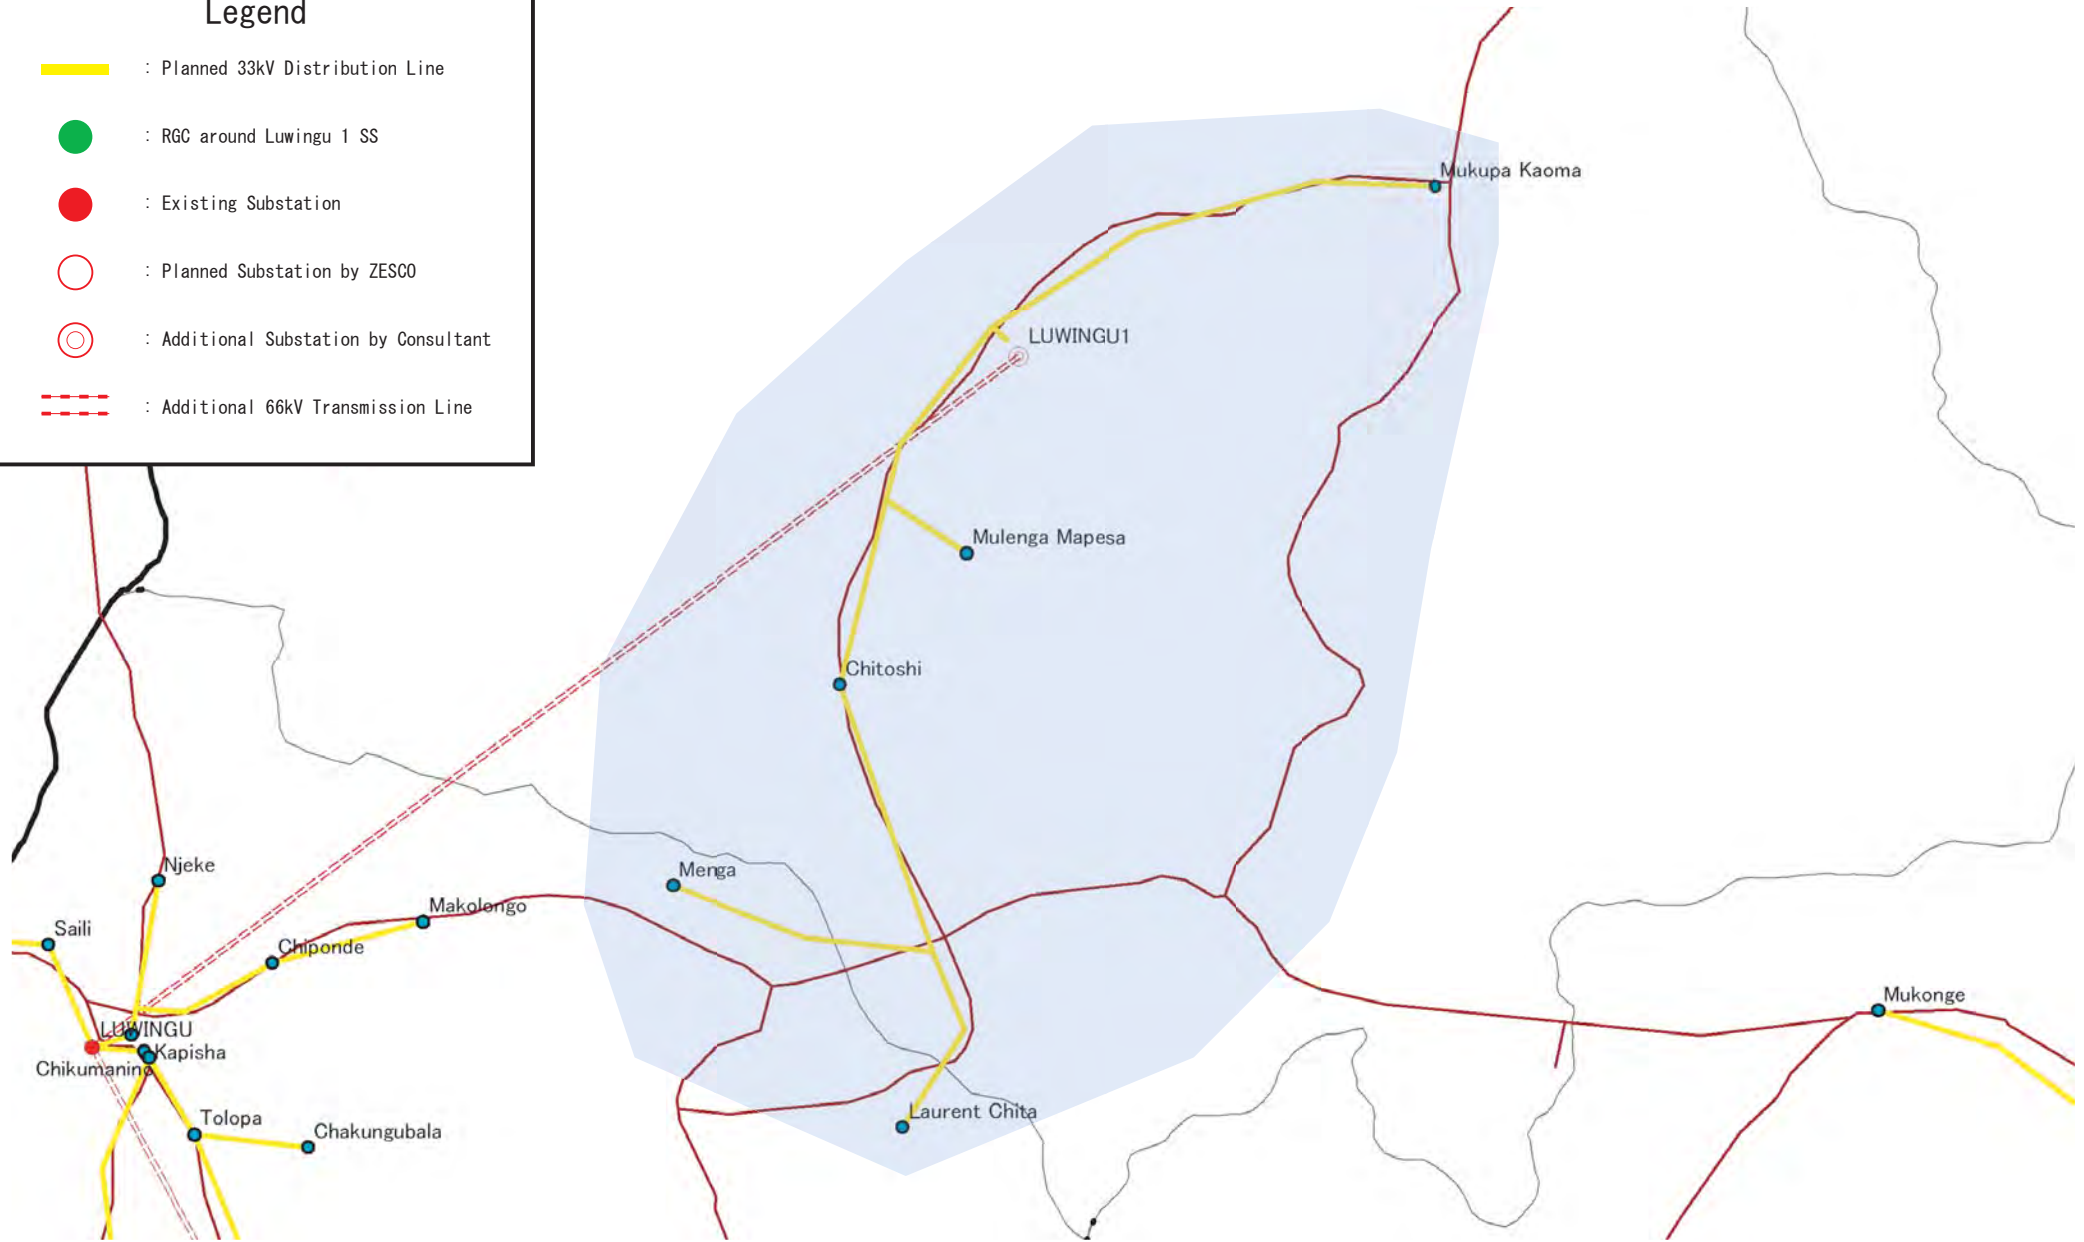 Legend
: Planned 33kV Distribution Line
: RGC around Luwingu 1 SS
: Existing Substation
: Planned Substation by ZESCO
: Additional Substation by Consultant
: Additional 66kV Transmission Line
Mukupa Kaoma
LUWINGU1
Mulenga Mapesa
Chitoshi
Menga
Njeke
Makolongo
Saili
Chiponde
Mukonge
LUWINGU
Kapisha
Chikumanino
Laurent Chita
Tolopa
Chakungubala